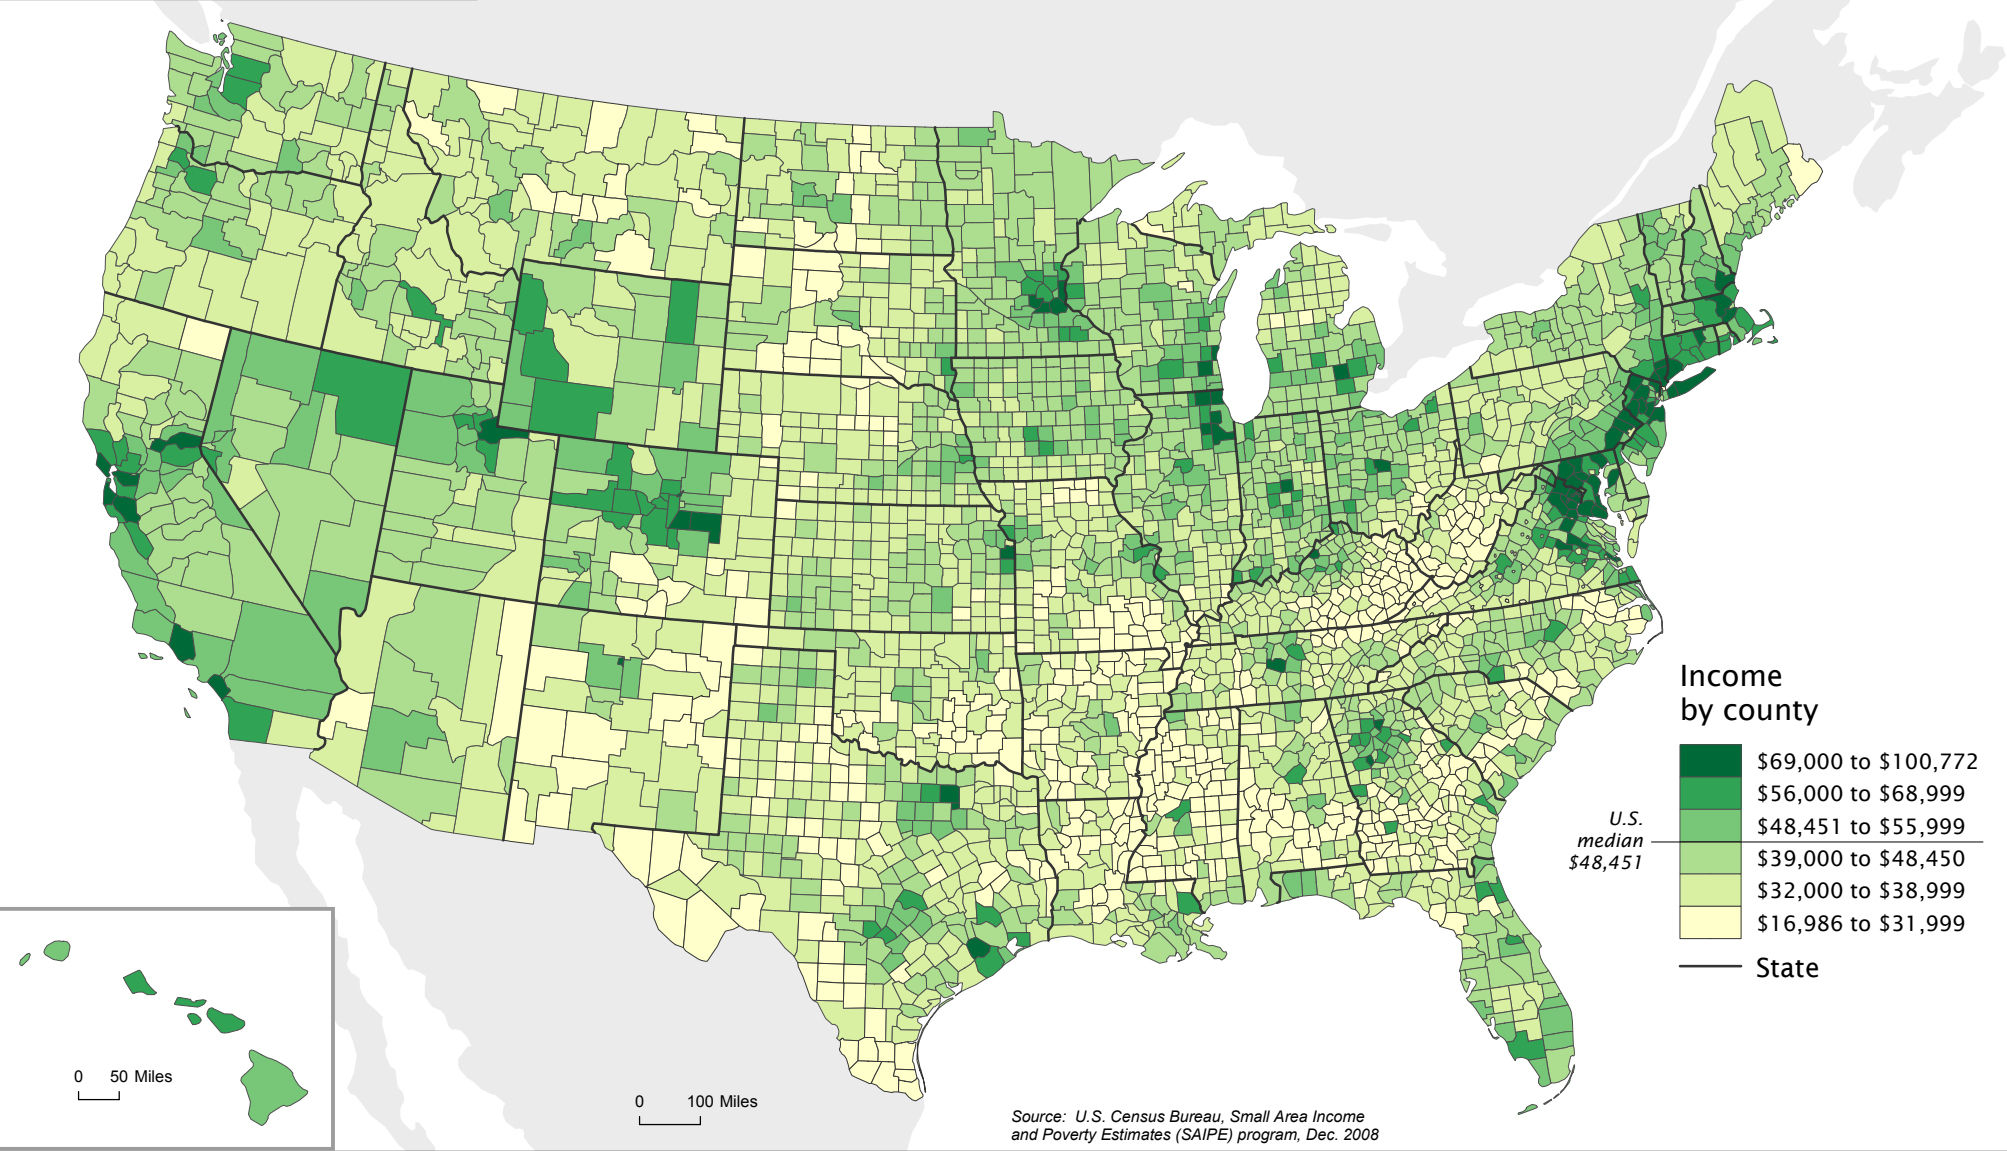 Income
by county
$69,000 to $100,772
$56,000 to $68,999
$48,451 to $55,999
U.S.
median
$48,451
$39,000 to $48,450
$32,000 to $38,999
$16,986 to $31,999
State
0 50 Miles
0 100 Miles
Source: U.S. Census Bureau, Small Area Income
and Poverty Estimates (SAIPE) program, Dec. 2008